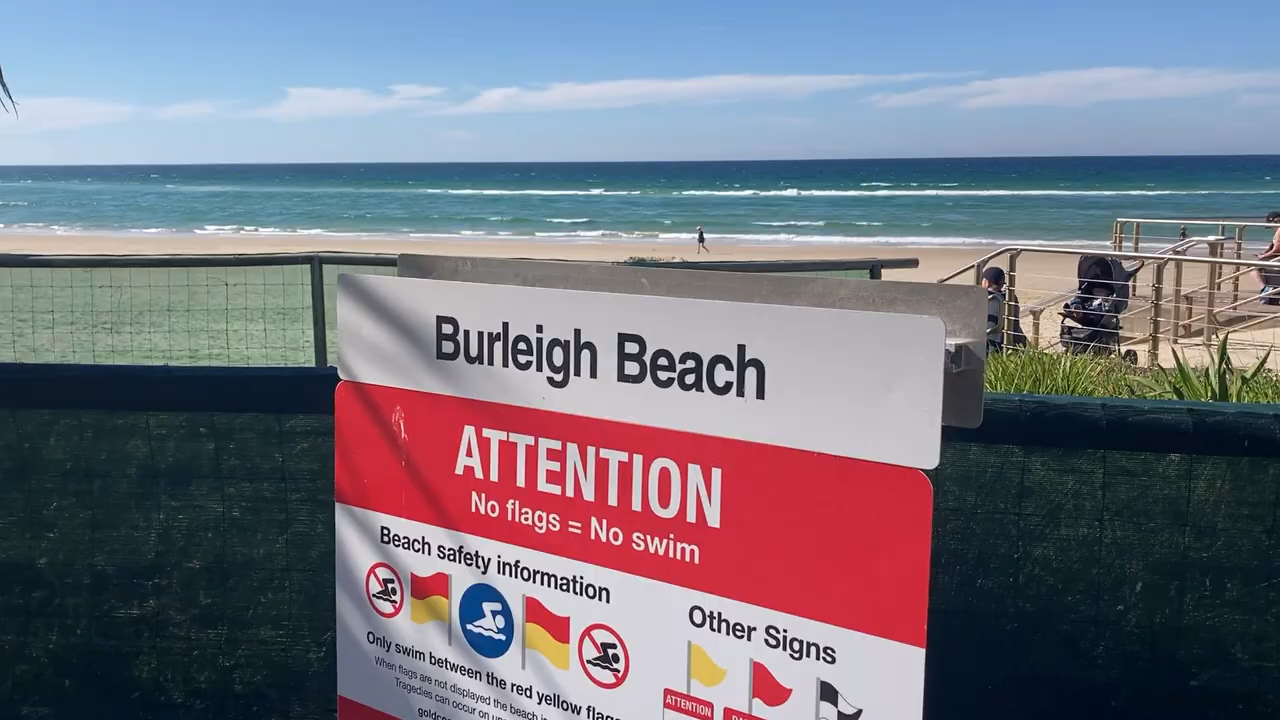 Burleigh Beach
ATTENTION
No flags = No swim
Beach safety information
Only swim between the red yellow flags
When flags are not displayed the beach is
Tragedies can occur on
Other Signs
ATTENTION